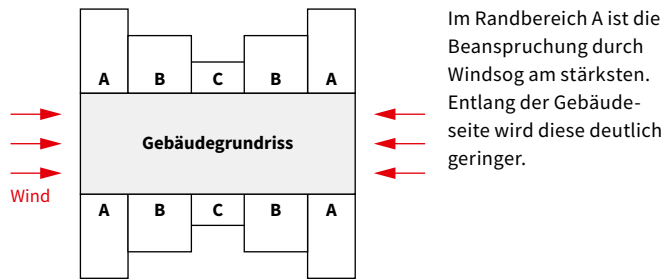 A B C B A
Gebäudegrundriss
Wind
A B C B A
Im Randbereich A ist die
Beanspruchung durch
Windsog am stärksten.
Entlang der Gebäude-
seite wird diese deutlich
geringer.